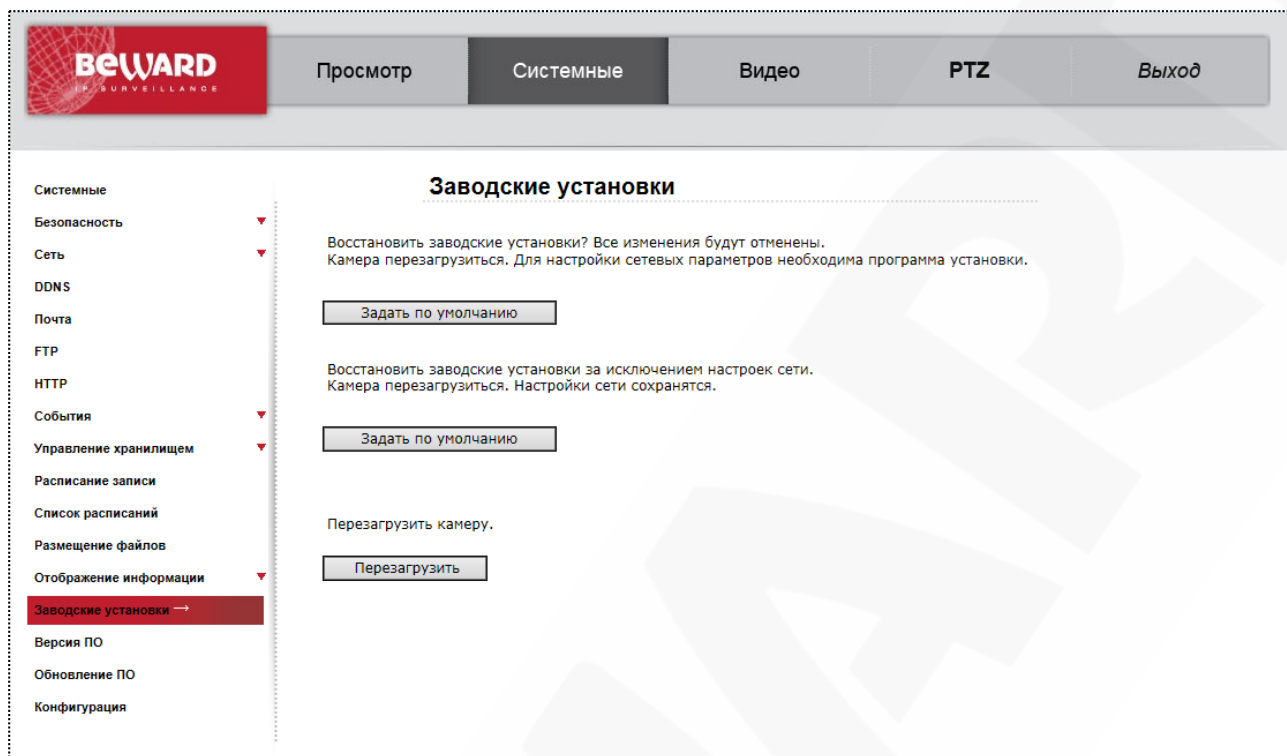 BEWARD
IP SURVEILLANCE
Просмотр
Системные
Видео
PTZ
Выход
Системные
Безопасность
Сеть
DDNS
Почта
FTP
HTTP
События
Управление хранилищем
Расписание записи
Список расписаний
Размещение файлов
Отображение информации
Заводские установки →
Версия ПО
Обновление ПО
Конфигурация
Заводские установки
Восстановить заводские установки? Все изменения будут отменены.
Камера перезагрузиться. Для настройки сетевых параметров необходима программа установки.
Задать по умолчанию
Восстановить заводские установки за исключением настроек сети.
Камера перезагрузиться. Настройки сети сохранятся.
Задать по умолчанию
Перезагрузить камеру.
Перезагрузить